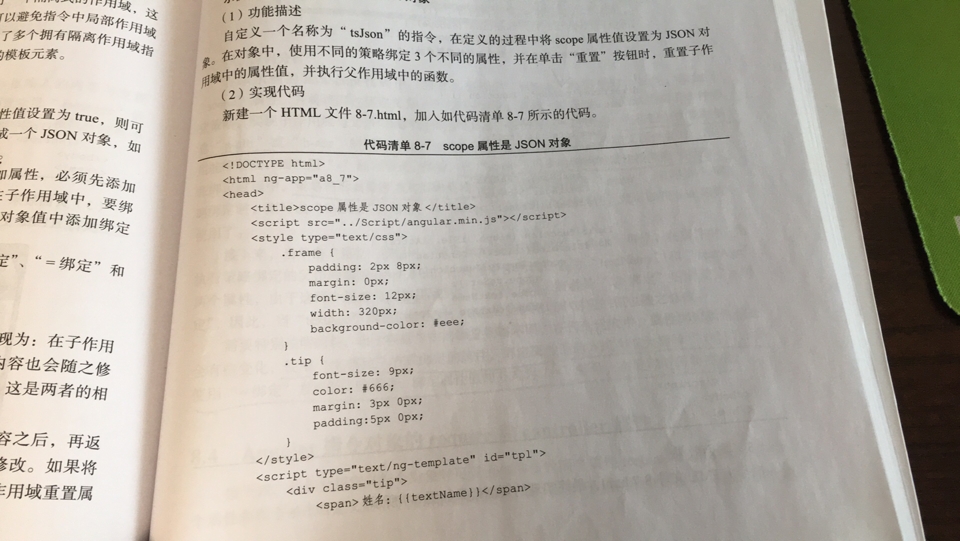 作用域，这
可以避免指令中局部作用域
了多个拥有隔离作用域指
的模板元素。
性值设置为 true，则可
成一个 JSON 对象，如
加属性，必须先添加
在子作用域中，要绑
对象值中添加绑定
定”、“＝绑定”和
现为：在子作用
内容也会随之修
这是两者的相
容之后，再返
修改。如果将
作用域重置属
（1）功能描述
自定义一个名称为“tsJson”的指令，在定义的过程中将 scope 属性值设置为 JSON 对
象。在对象中，使用不同的策略绑定 3 个不同的属性，并在单击“重置”按钮时，重置子作
用域中的属性值，并执行父作用域中的函数。
（2）实现代码
新建一个 HTML 文件 8-7.html，加入如代码清单 8-7 所示的代码。
代码清单 8-7 scope 属性是 JSON 对象
<!DOCTYPE html>
<html ng-app="a8_7">
<head>
<title>scope 属性是 JSON 对象 </title>
<script src="../Script/angular.min.js"></script>
<style type="text/css">
.frame {
padding: 2px 8px;
margin: 0px;
font-size: 12px;
width: 320px;
background-color: #eee;
}
.tip {
font-size: 9px;
color: #666;
margin: 3px 0px;
padding:5px 0px;
}
</style>
<script type="text/ng-template" id="tpl">
<div class="tip">
<span> 姓名：{{textName}}</span>